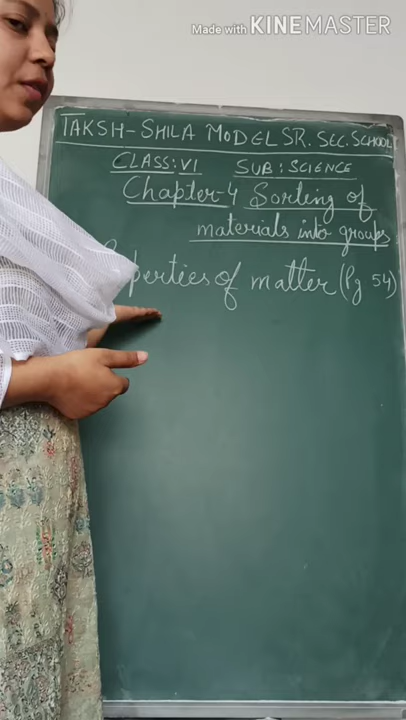 Made with KINEMASTER
TAKSH-SHILA MODEL SR. SEC. SCHOOL
CLASS: VI SUB: SCIENCE
Chapter-4 Sorting of
materials into groups
Properties of matter (Pg 54)